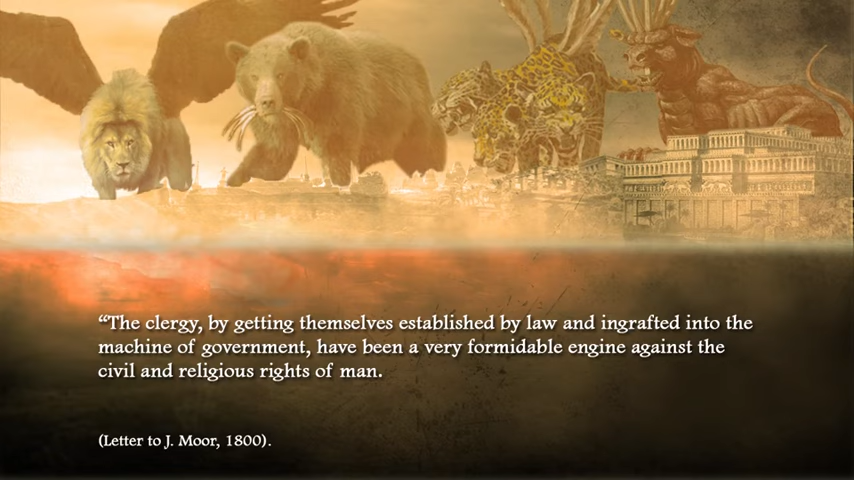 “The clergy, by getting themselves established by law and ingrafted into the
machine of government, have been a very formidable engine against the
civil and religious rights of man.
(Letter to J. Moor, 1800).